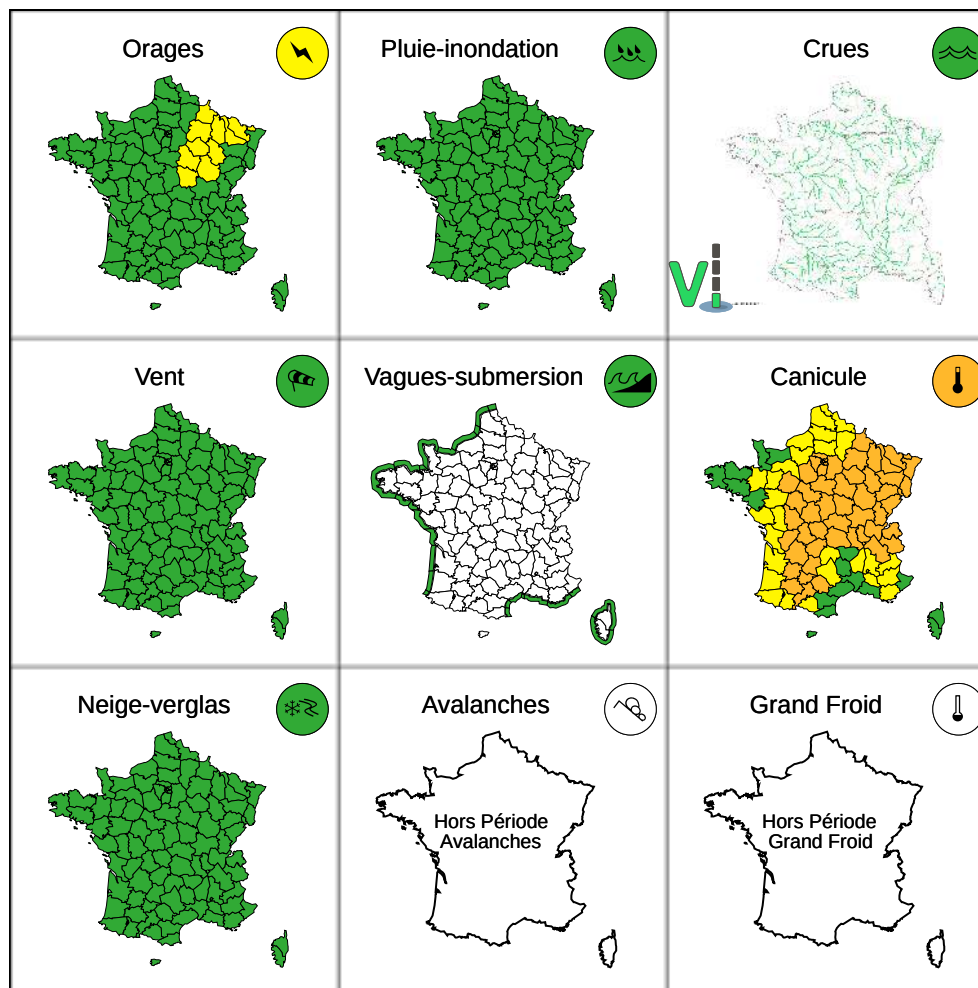 Orages
Pluie-inondation
Crues
Vent
Vagues-submersion
Canicule
Neige-verglas
Avalanches
Grand Froid
Hors Période
Avalanches
Hors Période
Grand Froid